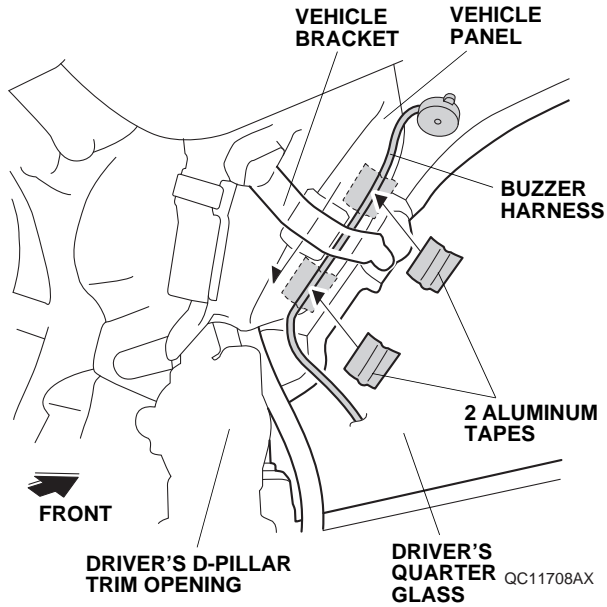 VEHICLE
BRACKET
VEHICLE
PANEL
BUZZER
HARNESS
2 ALUMINUM
TAPES
FRONT
DRIVER'S D-PILLAR
TRIM OPENING
DRIVER'S
QUARTER
GLASS
QC11708AX